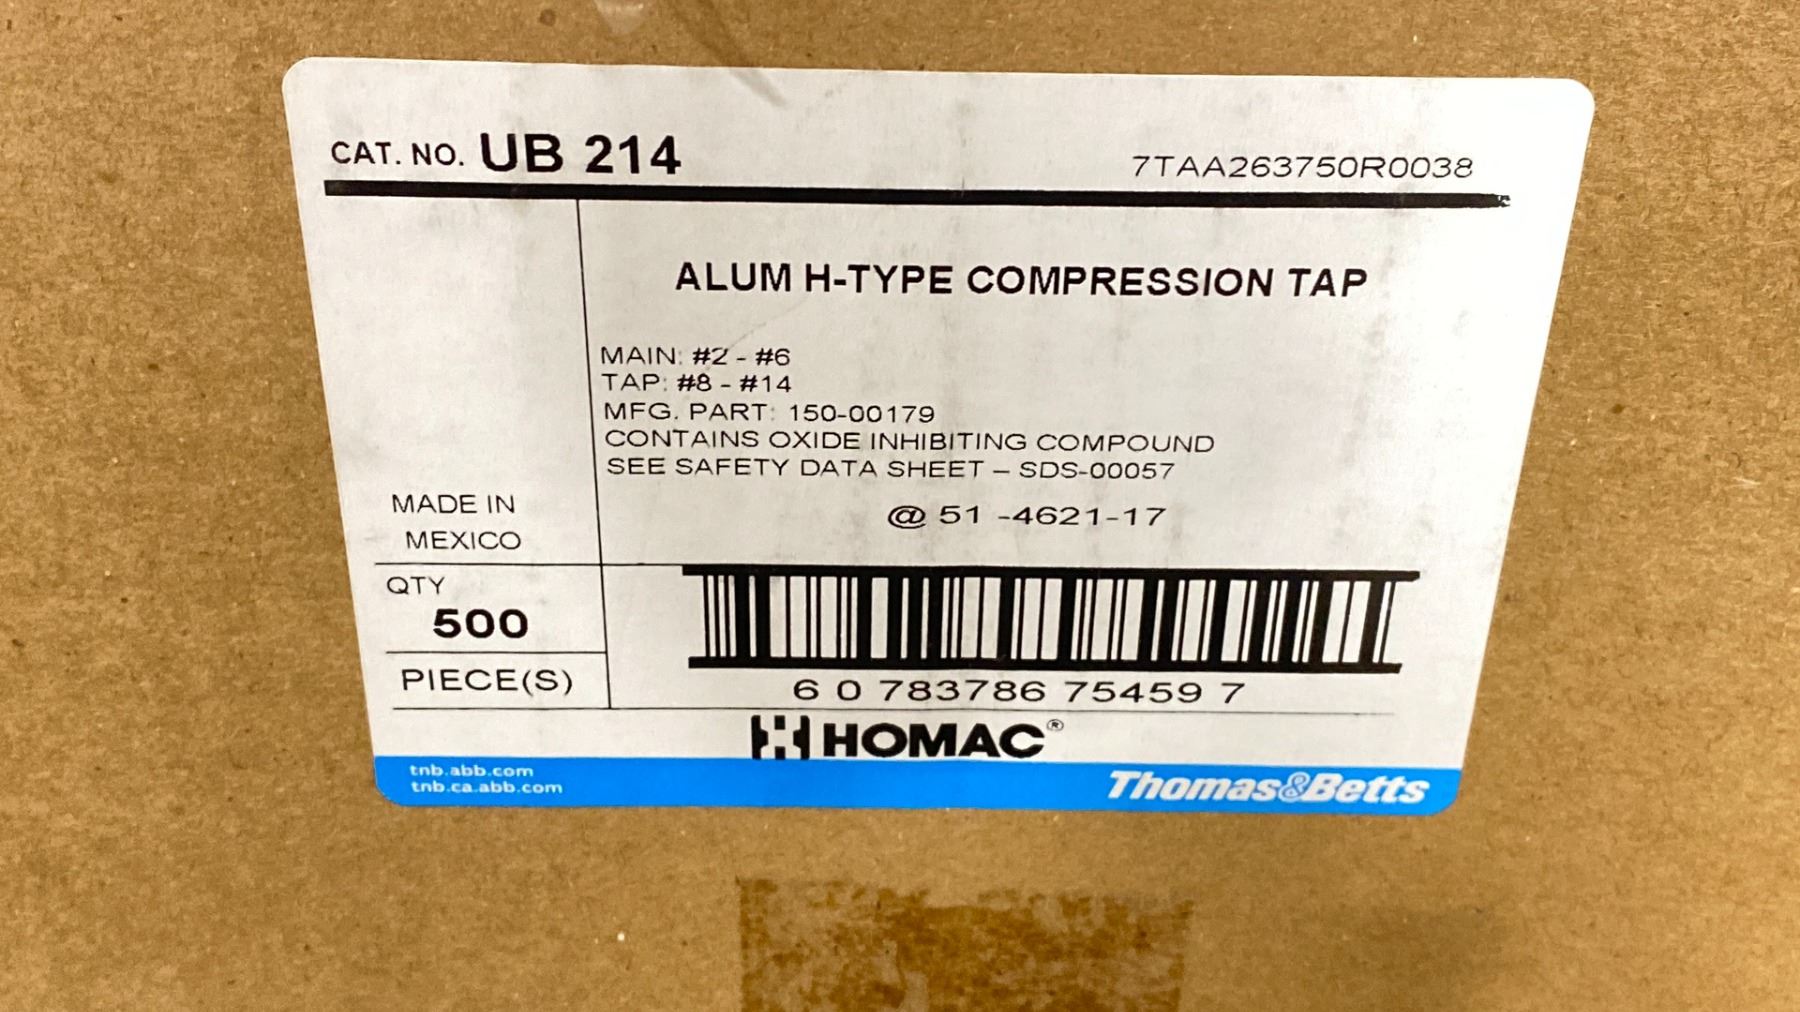 CAT. NO. UB 214
7TAA263750R0038
ALUM H-TYPE COMPRESSION TAP
MAIN: #2 - #6
TAP: #8 - #14
MFG. PART: 150-00179
CONTAINS OXIDE INHIBITING COMPOUND
SEE SAFETY DATA SHEET – SDS-00057
@ 51 -4621-17
MADE IN
MEXICO
QTY
500
PIECE(S)
6 0 783786 75459 7
HOMAC®
tnb.abb.com
tnb.ca.abb.com
Thomas&Betts